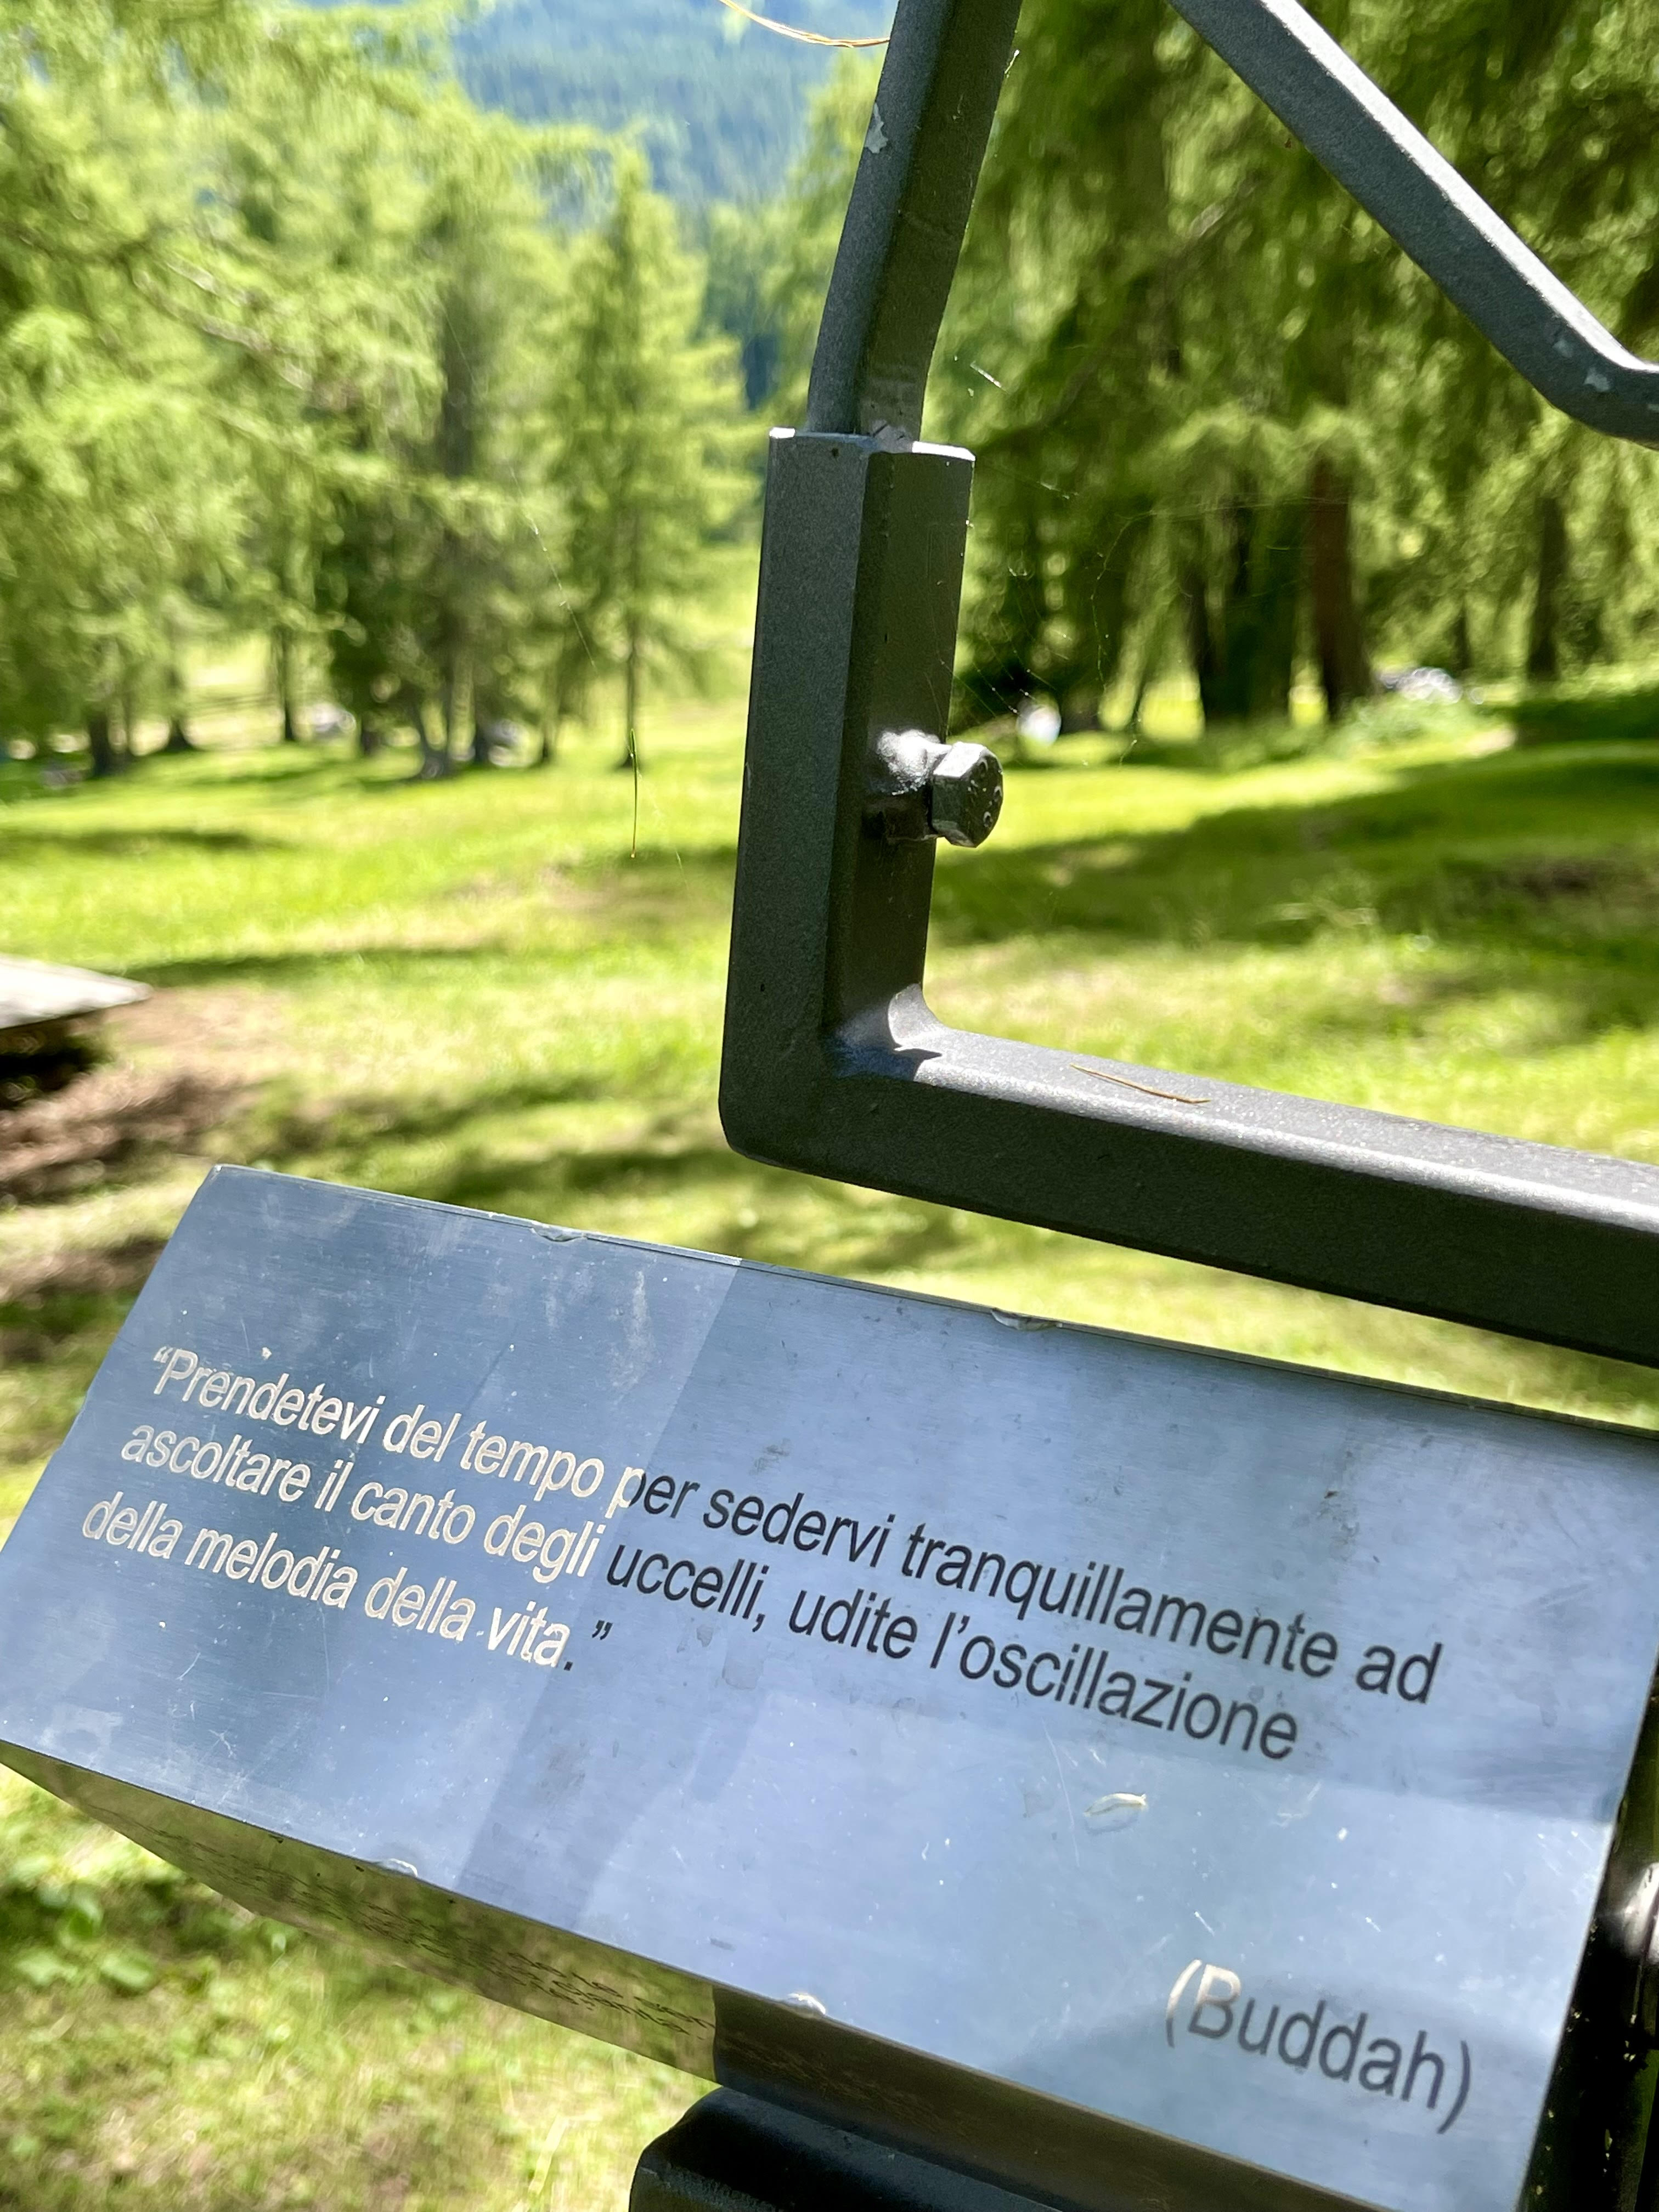 “Prendetevi del tempo per sedervi tranquillamente ad
ascoltare il canto degli uccelli, udite l’oscillazione
della melodia della vita.”
(Buddah)